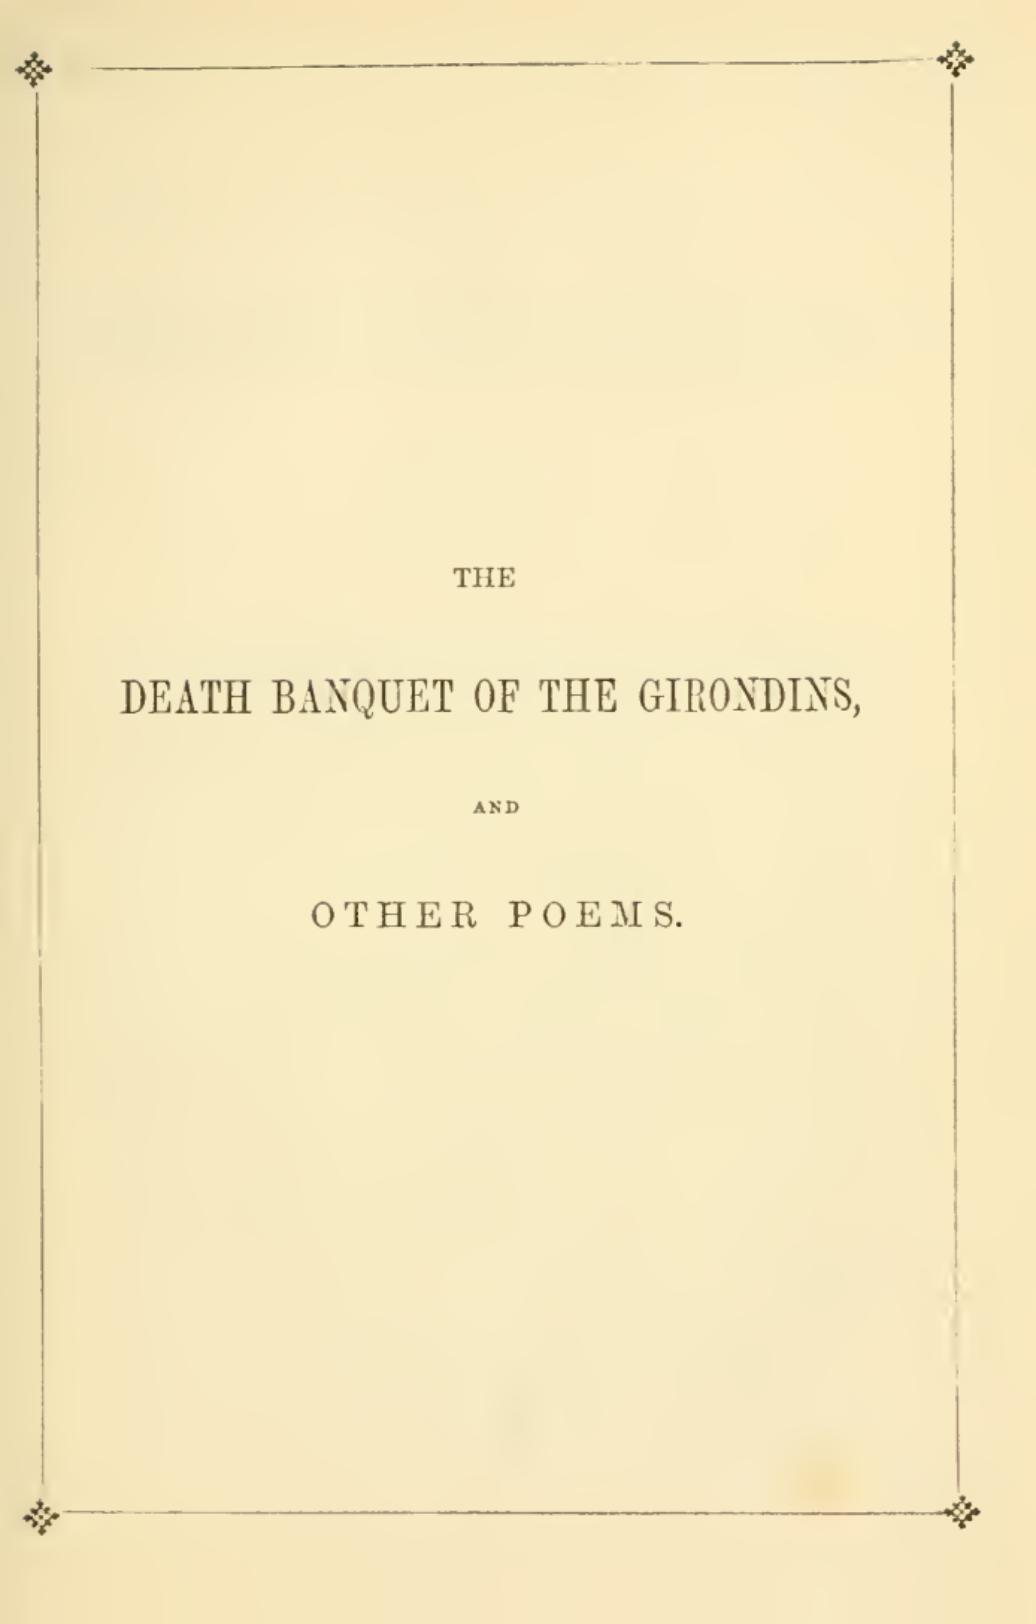 THE
DEATH BANQUET OF THE GIRONDINS,
AND
OTHER POEMS.